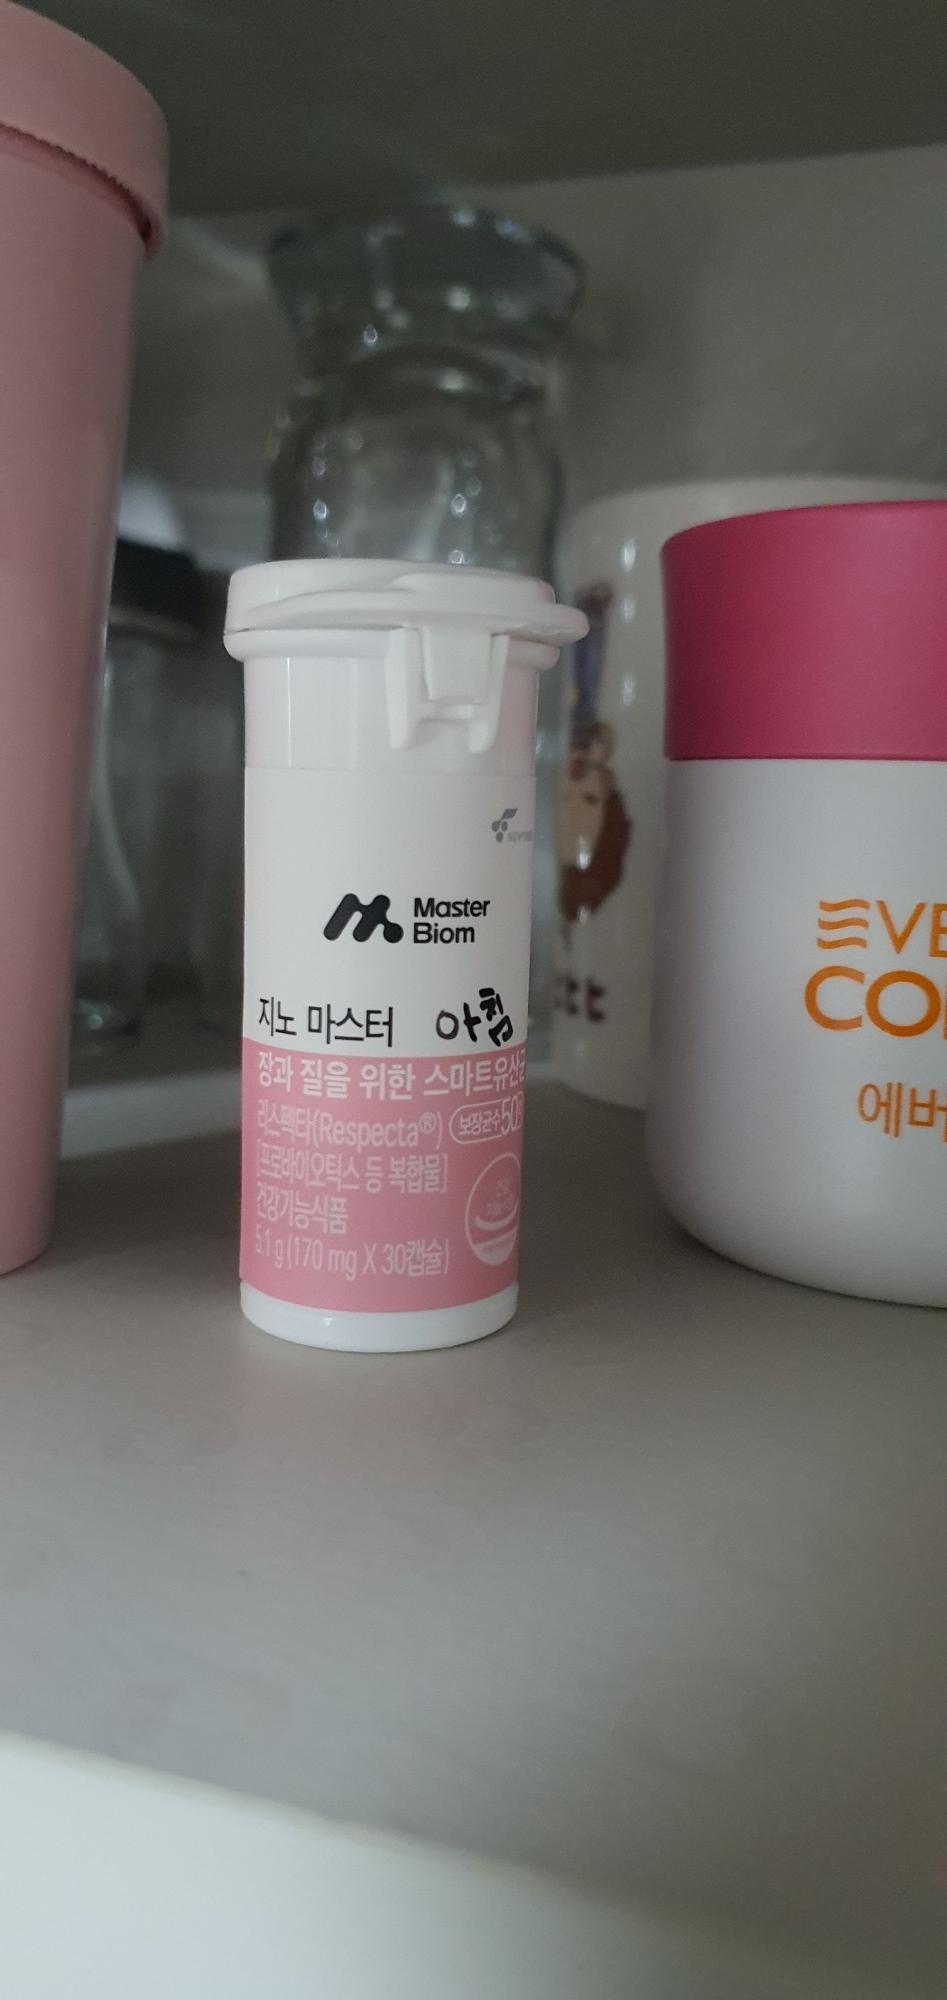 Master
Biom
지노 마스터 아침
장과 질을 위한 스마트유산균
리스펙타(Respecta®) 보장균수 50
[프로바이오틱스 등 복합물]
건강기능식품
5.1 g (170 mg X 30캡슐)
EVE
CO
에버